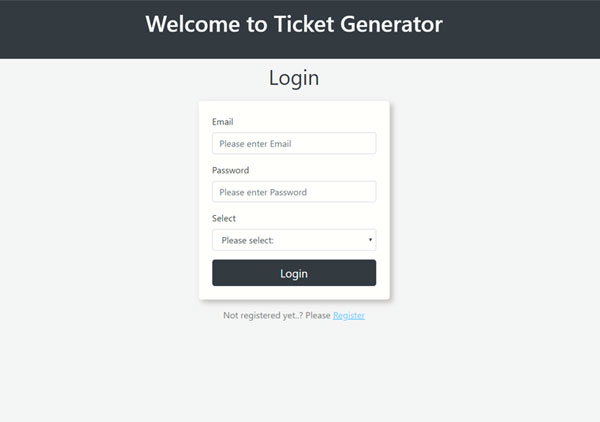 Welcome to Ticket Generator
Login
Email
Please enter Email
Password
Please enter Password
Select
Please select:
Login
Not registered yet..? Please Register